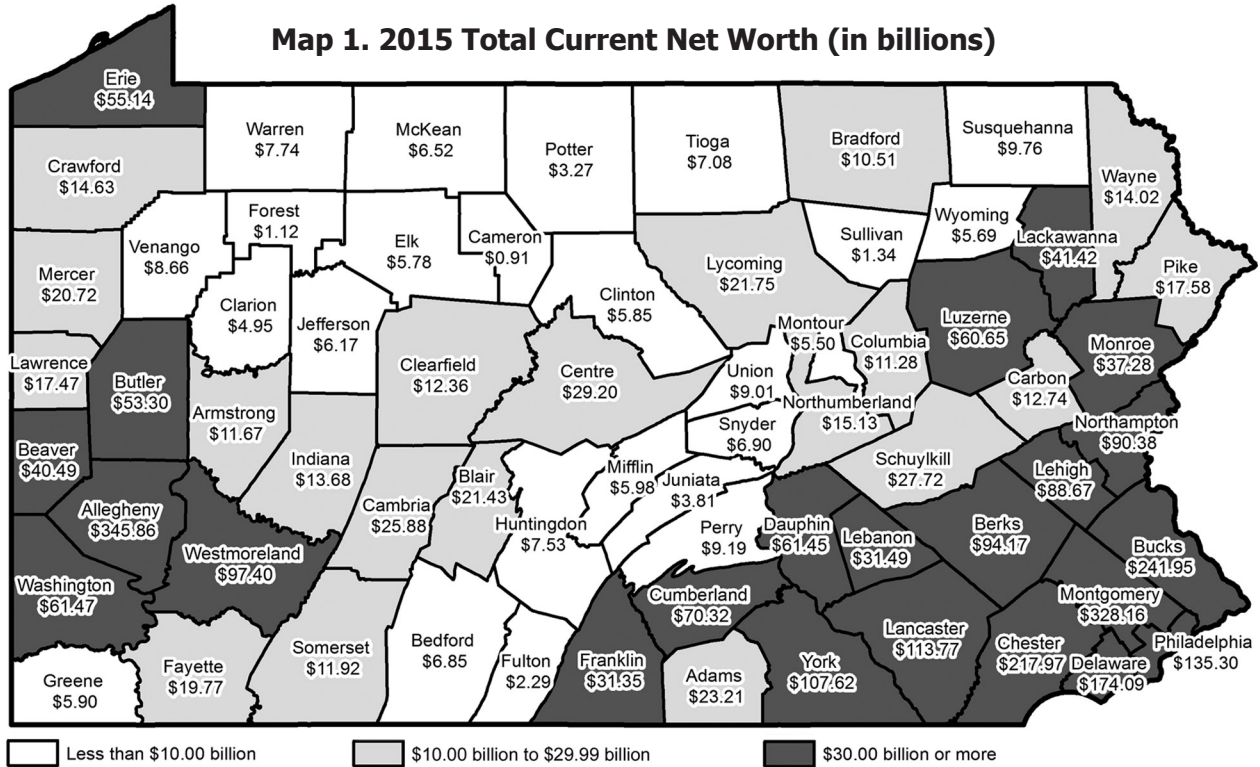 Map 1. 2015 Total Current Net Worth (in billions)
Erie
$55.14
Warren
$7.74
McKean
$6.52
Potter
$3.27
Tioga
$7.08
Bradford
$10.51
Susquehanna
$9.76
Crawford
$14.63
Wayne
$14.02
Forest
$1.12
Venango
$8.66
Elk
$5.78
Cameron
$0.91
Sullivan
$1.34
Wyoming
$5.69
Lackawanna
$41.42
Mercer
$20.72
Lycoming
$21.75
Pike
$17.58
Clarion
$4.95
Jefferson
$6.17
Clinton
$5.85
Montour
$5.50
Columbia
$11.28
Luzerne
$60.65
Monroe
$37.28
Lawrence
$17.47
Butler
$53.30
Clearfield
$12.36
Centre
$29.20
Union
$9.01
Carbon
$12.74
Armstrong
$11.67
Northumberland
$15.13
Northampton
$90.38
Beaver
$40.49
Snyder
$6.90
Indiana
$13.68
Mifflin
$5.98
Schuylkill
$27.72
Lehigh
$88.67
Blair
$21.43
Juniata
$3.81
Allegheny
$345.86
Cambria
$25.88
Huntingdon
$7.53
Perry
$9.19
Dauphin
$61.45
Lebanon
$31.49
Berks
$94.17
Bucks
$241.95
Westmoreland
$97.40
Washington
$61.47
Cumberland
$70.32
Montgomery
$328.16
Lancaster
$113.77
Chester
$217.97
Philadelphia
$135.30
Somerset
$11.92
Bedford
$6.85
Fulton
$2.29
Franklin
$31.35
Adams
$23.21
York
$107.62
Delaware
$174.09
Greene
$5.90
Fayette
$19.77
Less than $10.00 billion
$10.00 billion to $29.99 billion
$30.00 billion or more